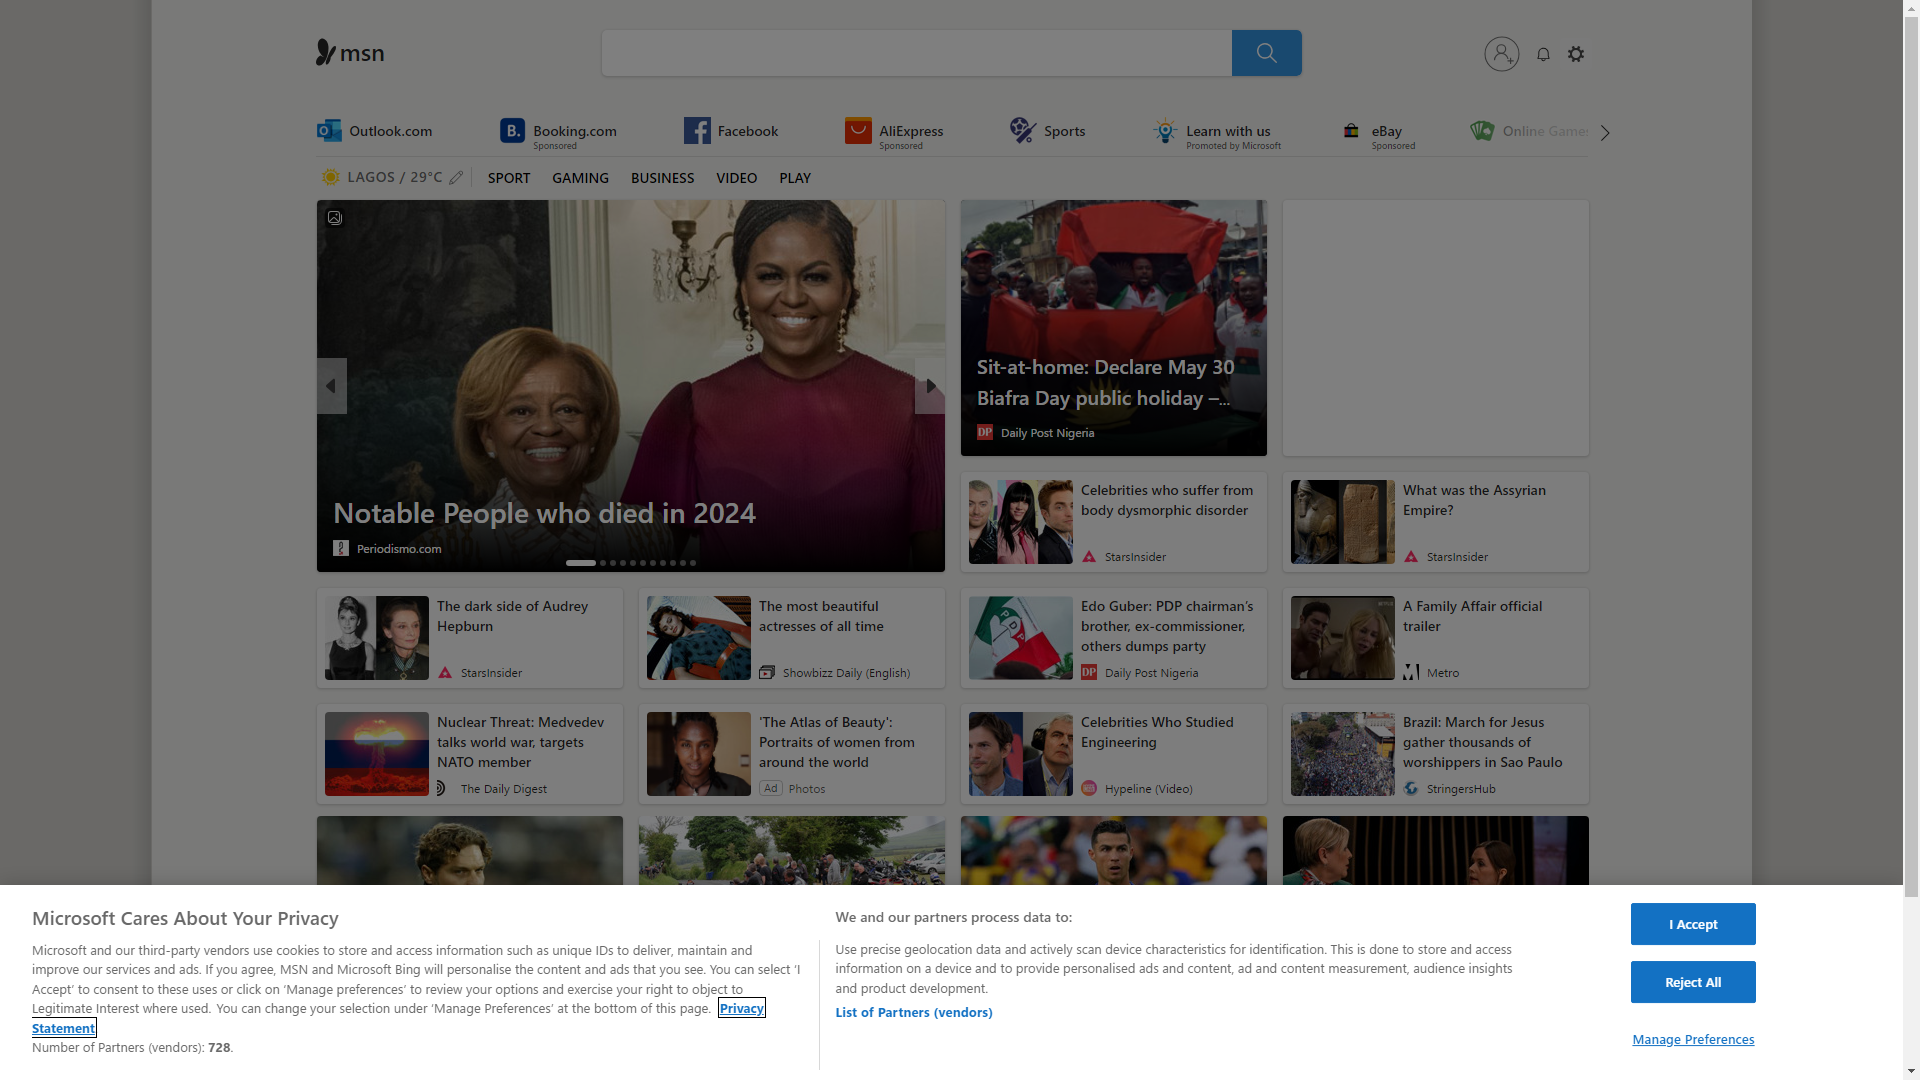 msn
Outlook.com
Booking.com
Sponsored
Facebook
AliExpress
Sponsored
Sports
Learn with us
Promoted by Microsoft
eBay
Sponsored
Online Games
LAGOS / 29°C
SPORT
GAMING
BUSINESS
VIDEO
PLAY
Notable People who died in 2024
Periodismo.com
Sit-at-home: Declare May 30
Biafra Day public holiday –...
DP Daily Post Nigeria
Celebrities who suffer from
body dysmorphic disorder
StarsInsider
What was the Assyrian
Empire?
StarsInsider
The dark side of Audrey
Hepburn
StarsInsider
The most beautiful
actresses of all time
Showbizz Daily (English)
Edo Guber: PDP chairman’s
brother, ex-commissioner,
others dumps party
DP Daily Post Nigeria
A Family Affair official
trailer
Metro
Nuclear Threat: Medvedev
talks world war, targets
NATO member
The Daily Digest
'The Atlas of Beauty':
Portraits of women from
around the world
Ad Photos
Celebrities Who Studied
Engineering
Hypeline (Video)
Brazil: March for Jesus
gather thousands of
worshippers in Sao Paulo
StringersHub
Microsoft Cares About Your Privacy
Microsoft and our third-party vendors use cookies to store and access information such as unique IDs to deliver, maintain and
improve our services and ads. If you agree, MSN and Microsoft Bing will personalise the content and ads that you see. You can select ‘I
Accept’ to consent to these uses or click on ‘Manage preferences’ to review your options and exercise your right to object to
Legitimate Interest where used. You can change your selection under ‘Manage Preferences’ at the bottom of this page. Privacy
Statement
Number of Partners (vendors): 728.
We and our partners process data to:
Use precise geolocation data and actively scan device characteristics for identification. This is done to store and access
information on a device and to provide personalised ads and content, ad and content measurement, audience insights
and product development.
List of Partners (vendors)
I Accept
Reject All
Manage Preferences